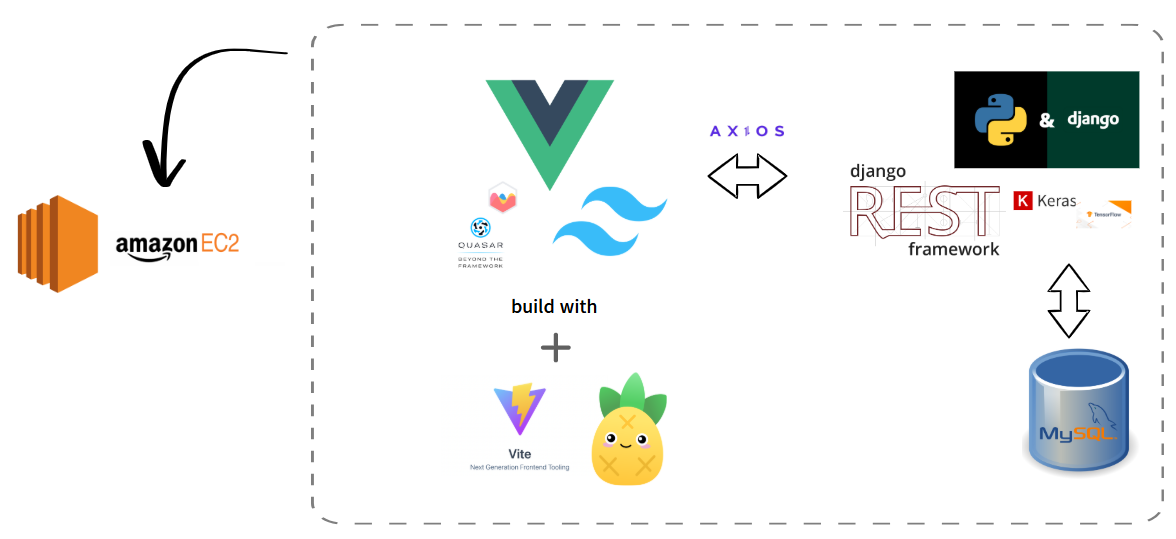 AXIOS
& django
django
REST
framework
K Keras
TensorFlow
amazon EC2
QUASAR
BEYOND THE
FRAMEWORK
build with
Vite
Next Generation Frontend Tooling
MySQL